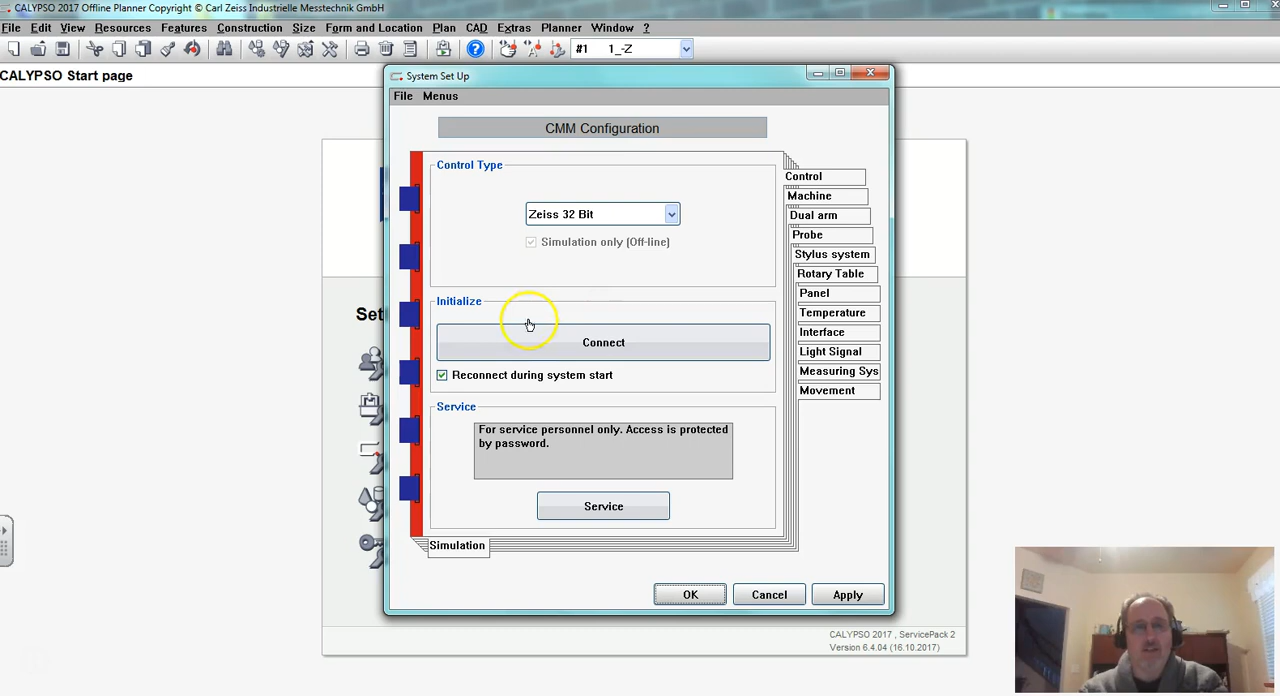 CALYPSO 2017 Offline Planner Copyright © Carl Zeiss Industrielle Messtechnik GmbH
File Edit View Resources Features Construction Size Form and Location Plan CAD Extras Planner Window ?
#1 1_-Z
CALYPSO Start page
System Set Up
File Menus
CMM Configuration
Control Type
Zeiss 32 Bit
Simulation only (Off-line)
Initialize
Connect
Reconnect during system start
Service
For service personnel only. Access is protected
by password.
Service
Simulation
Control
Machine
Dual arm
Probe
Stylus system
Rotary Table
Panel
Temperature
Interface
Light Signal
Measuring Sys
Movement
OK Cancel Apply
Set
CALYPSO 2017 , ServicePack 2
Version 6.4.04 (16.10.2017)